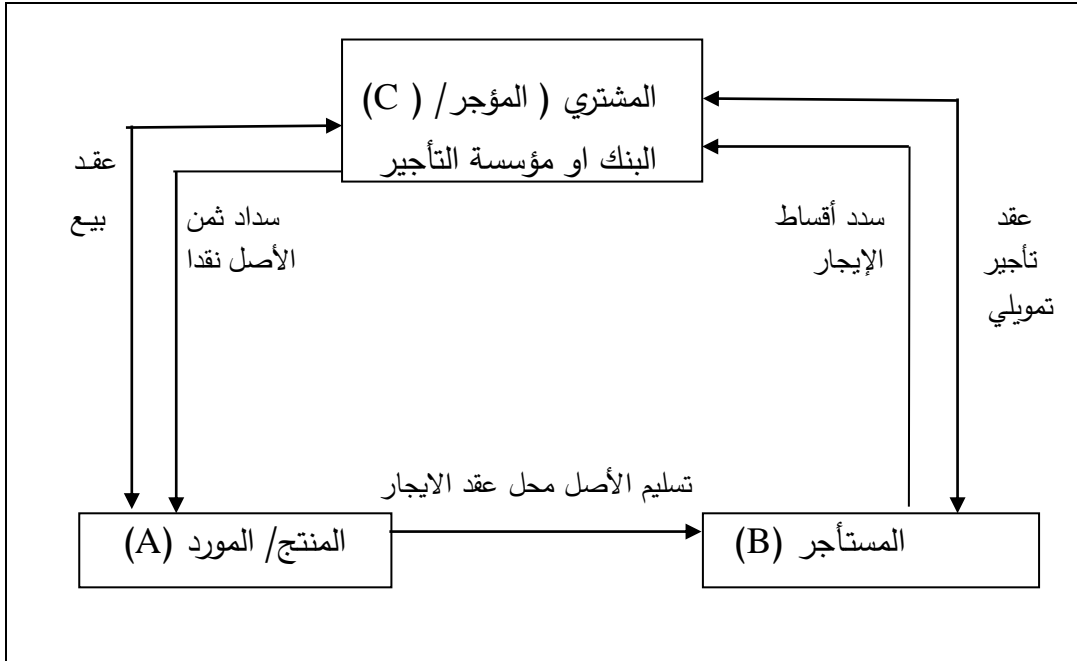 المشتري ( المؤجر/ ( C)
البنك او مؤسسة التأجير
عقد
بيع
سداد ثمن
الأصل نقدا
سدد أقساط
الإيجار
عقد
تأجير
تمويلي
تسليم الأصل محل عقد الايجار
المنتج/ المورد (A)
المستأجر (B)